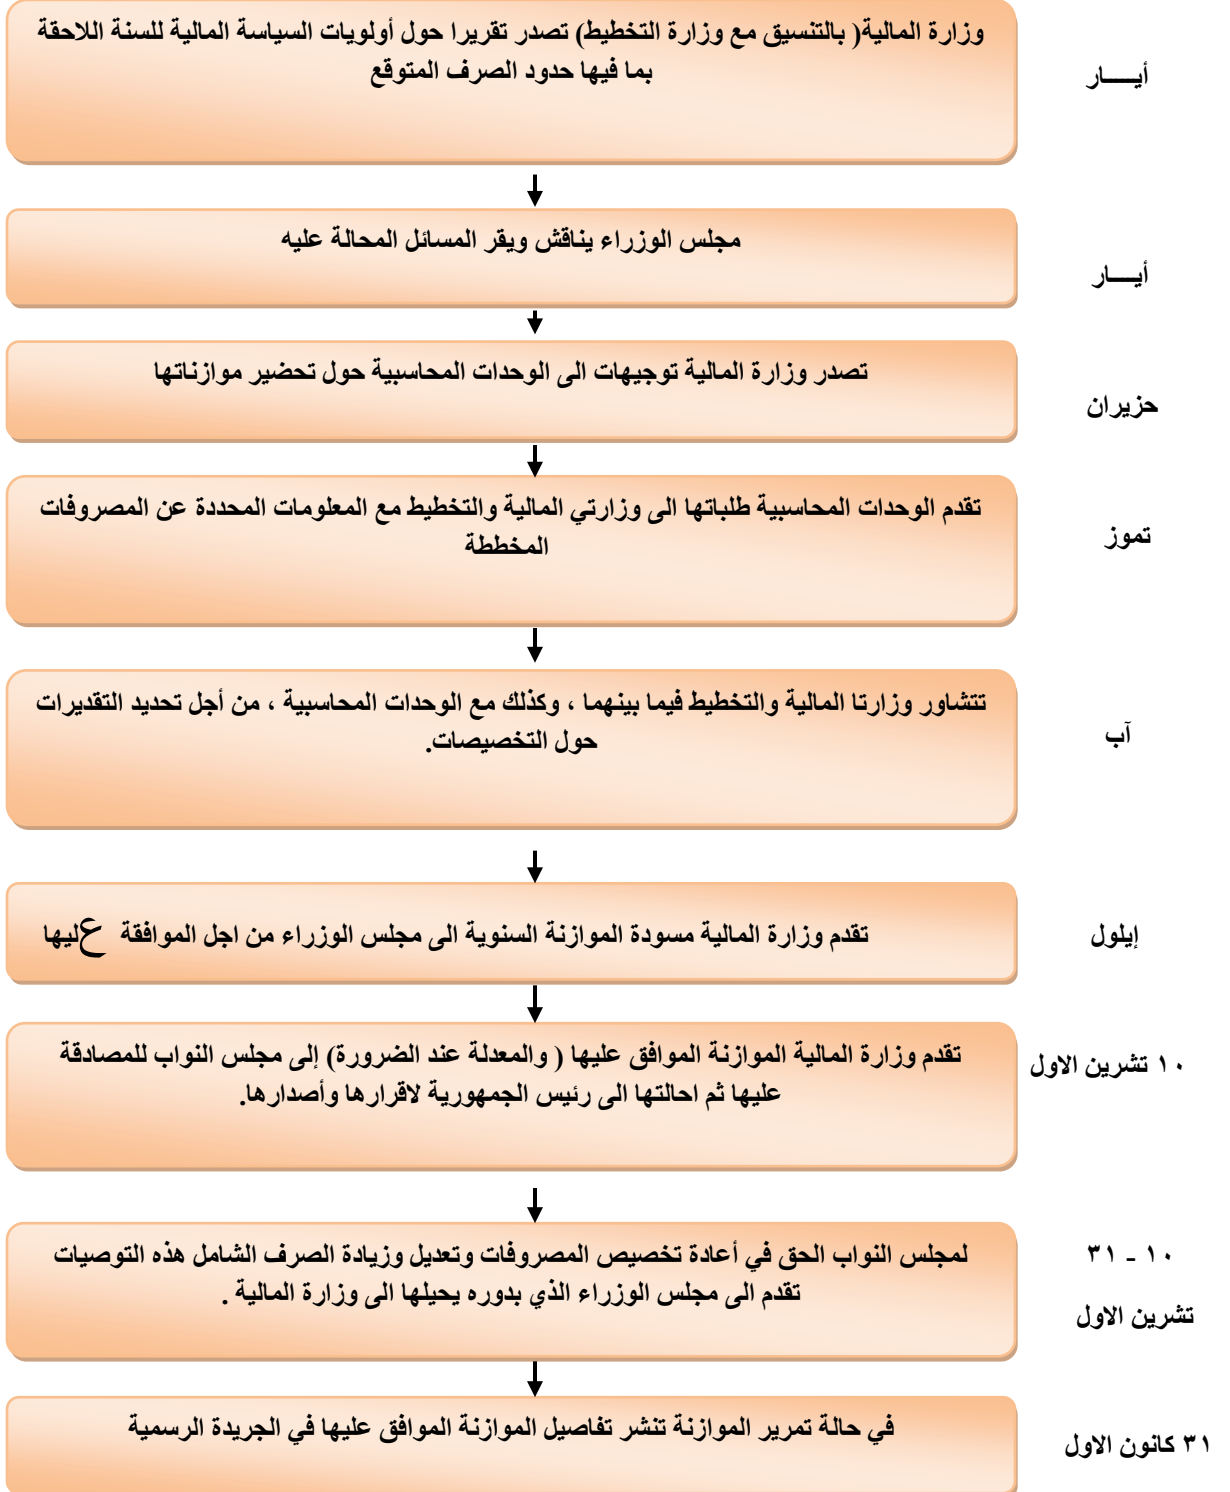 وزارة المالية( بالتنسيق مع وزارة التخطيط) تصدر تقريرا حول أولويات السياسة المالية للسنة اللاحقة
بما فيها حدود الصرف المتوقع
أيـــــار
مجلس الوزراء يناقش ويقر المسائل المحالة عليه
أيــــار
تصدر وزارة المالية توجيهات الى الوحدات المحاسبية حول تحضير موازناتها
حزيران
تقدم الوحدات المحاسبية طلباتها الى وزارتي المالية والتخطيط مع المعلومات المحددة عن المصروفات
المخططة
تموز
تتشاور وزارتا المالية والتخطيط فيما بينهما ، وكذلك مع الوحدات المحاسبية ، من أجل تحديد التقديرات
حول التخصيصات.
آب
تقدم وزارة المالية مسودة الموازنة السنوية الى مجلس الوزراء من اجل الموافقة عليها
إيلول
تقدم وزارة المالية الموازنة الموافق عليها ( والمعدلة عند الضرورة) إلى مجلس النواب للمصادقة
عليها ثم احالتها الى رئيس الجمهورية لاقرارها وأصدارها.
١٠ تشرين الاول
لمجلس النواب الحق في أعادة تخصيص المصروفات وتعديل وزيادة الصرف الشامل هذه التوصيات
تقدم الى مجلس الوزراء الذي بدوره يحيلها الى وزارة المالية .
١٠ - ٣١
تشرين الاول
في حالة تمرير الموازنة تنشر تفاصيل الموازنة الموافق عليها في الجريدة الرسمية
٣١ كانون الاول